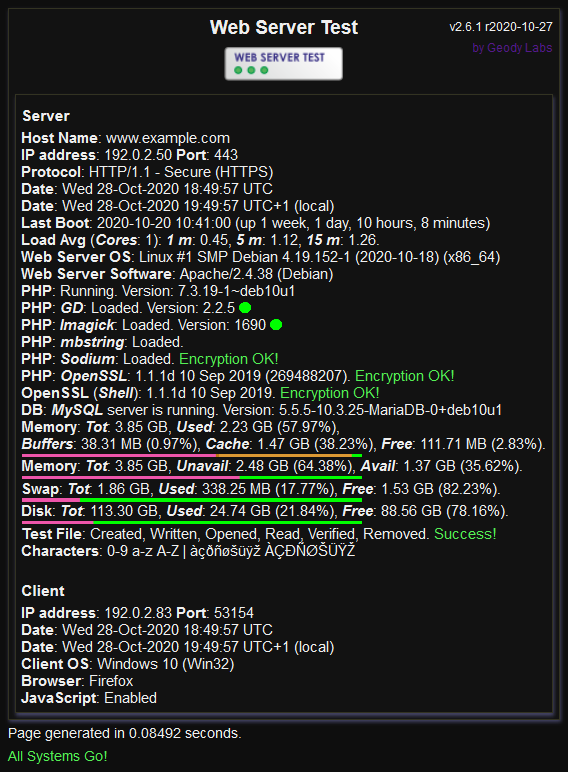 Web Server Test
v2.6.1 r2020-10-27
by Geody Labs
WEB SERVER TEST
Server
Host Name: www.example.com
IP address: 192.0.2.50 Port: 443
Protocol: HTTP/1.1 - Secure (HTTPS)
Date: Wed 28-Oct-2020 18:49:57 UTC
Date: Wed 28-Oct-2020 19:49:57 UTC+1 (local)
Last Boot: 2020-10-20 10:41:00 (up 1 week, 1 day, 10 hours, 8 minutes)
Load Avg (Cores: 1): 1 m: 0.45, 5 m: 1.12, 15 m: 1.26.
Web Server OS: Linux #1 SMP Debian 4.19.152-1 (2020-10-18) (x86_64)
Web Server Software: Apache/2.4.38 (Debian)
PHP: Running. Version: 7.3.19-1~deb10u1
PHP: GD: Loaded. Version: 2.2.5
PHP: Imagick: Loaded. Version: 1690
PHP: mbstring: Loaded.
PHP: Sodium: Loaded. Encryption OK!
PHP: OpenSSL: 1.1.1d 10 Sep 2019 (269488207). Encryption OK!
OpenSSL (Shell): 1.1.1d 10 Sep 2019. Encryption OK!
DB: MySQL server is running. Version: 5.5.5-10.3.25-MariaDB-0+deb10u1
Memory: Tot: 3.85 GB, Used: 2.23 GB (57.97%),
Buffers: 38.31 MB (0.97%), Cache: 1.47 GB (38.23%), Free: 111.71 MB (2.83%).
Memory: Tot: 3.85 GB, Unavail: 2.48 GB (64.38%), Avail: 1.37 GB (35.62%).
Swap: Tot: 1.86 GB, Used: 338.25 MB (17.77%), Free: 1.53 GB (82.23%).
Disk: Tot: 113.30 GB, Used: 24.74 GB (21.84%), Free: 88.56 GB (78.16%).
Test File: Created, Written, Opened, Read, Verified, Removed. Success!
Characters: 0-9 a-z A-Z | àçðñøšüÿž ÀÇÐÑØŠÜŸŽ
Client
IP address: 192.0.2.83 Port: 53154
Date: Wed 28-Oct-2020 18:49:57 UTC
Date: Wed 28-Oct-2020 19:49:57 UTC+1 (local)
Client OS: Windows 10 (Win32)
Browser: Firefox
JavaScript: Enabled
Page generated in 0.08492 seconds.
All Systems Go!